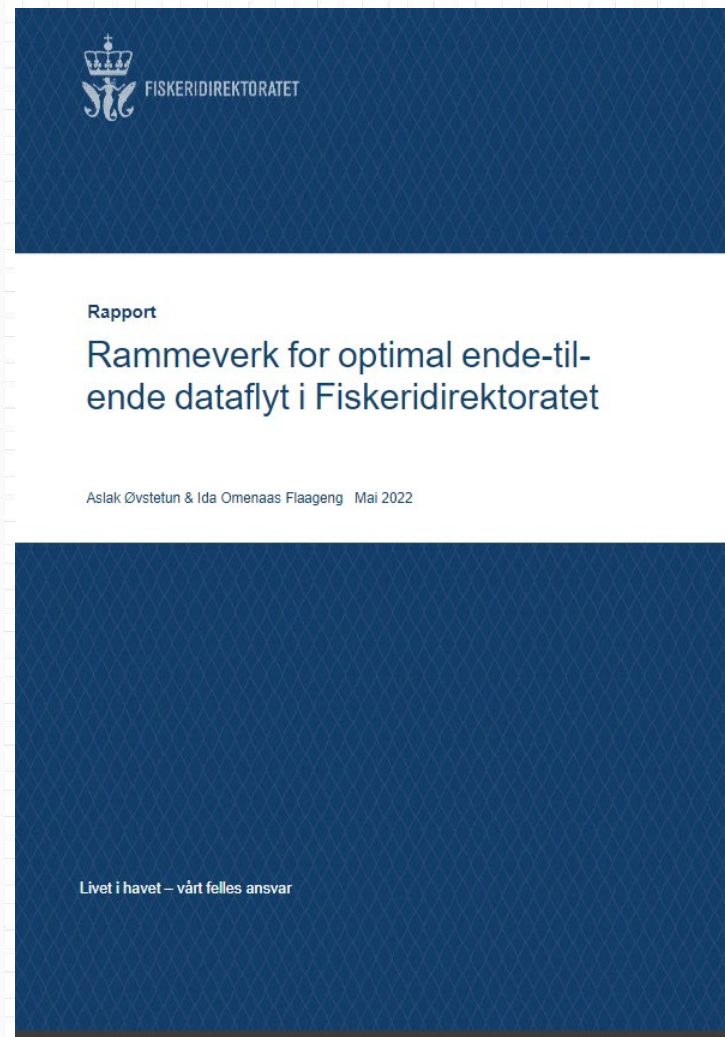 FISKERIDIREKTORATET
Rapport
Rammeverk for optimal ende-til-
ende dataflyt i Fiskeridirektoratet
Aslak Øvstetun & Ida Omenaas Flaageng Mai 2022
Livet i havet – vårt felles ansvar